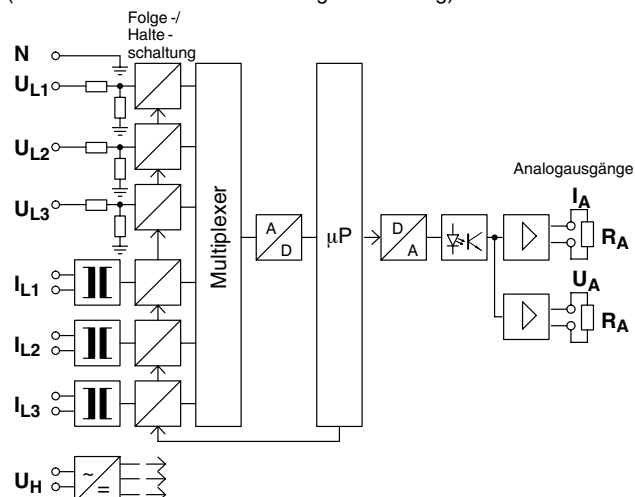 Folge -/
Halte -
schaltung
N
UL1
UL2
UL3
IL1
IL2
IL3
UH
~
=
Multiplexer
A
D
µP
D
A
Analogausgänge
IA
RA
UA
RA